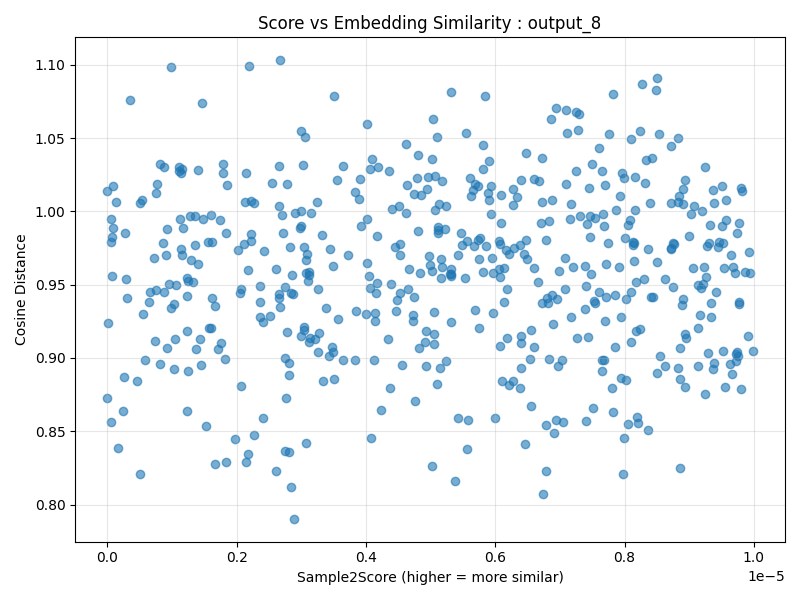 Score vs Embedding Similarity : output_8
Cosine Distance
1.10
1.05
1.00
0.95
0.90
0.85
0.80
0.0 0.2 0.4 0.6 0.8 1.0
1e−5
Sample2Score (higher = more similar)